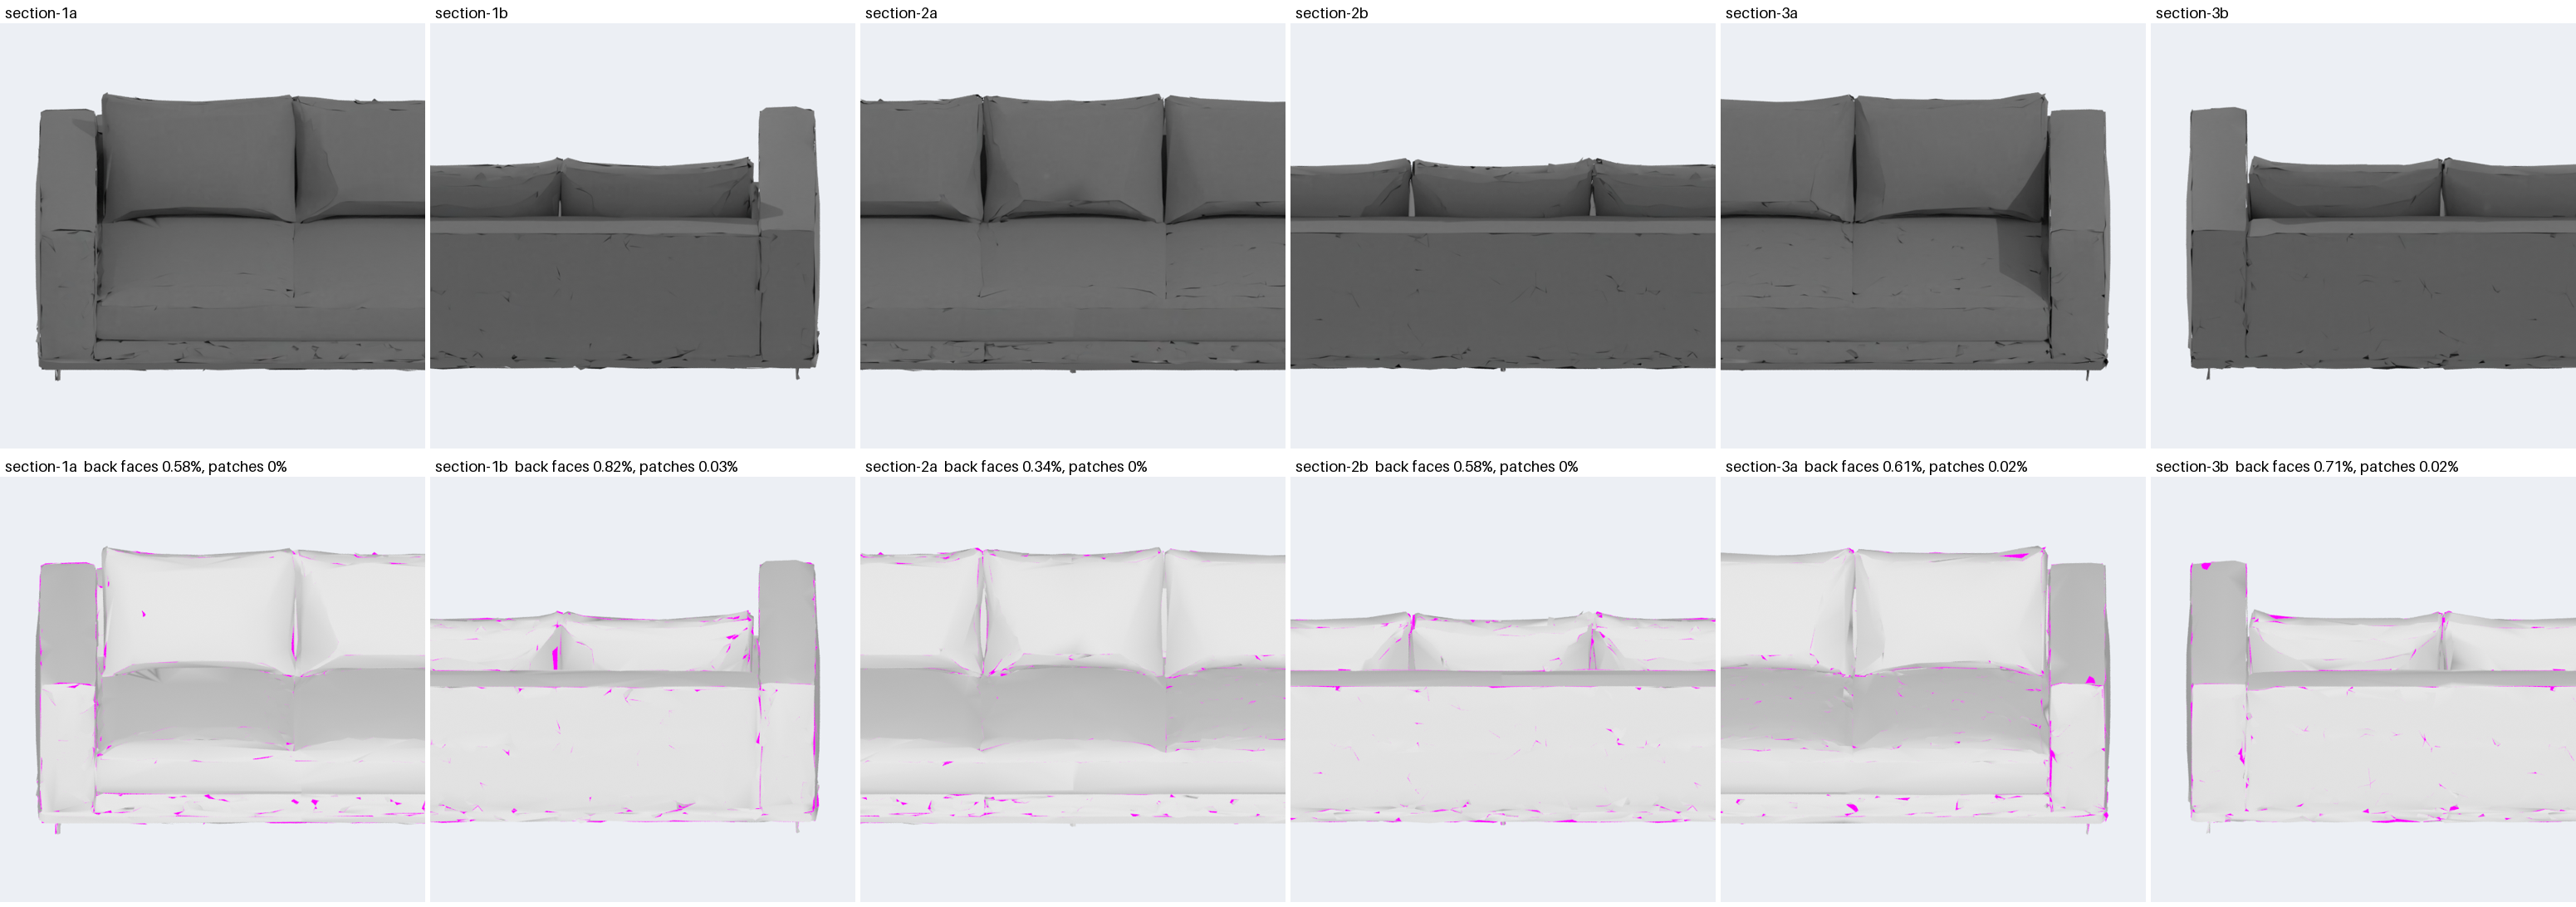 section-1a
section-1b
section-2a
section-2b
section-3a
section-3b
section-1a back faces 0.58%, patches 0%
section-1b back faces 0.82%, patches 0.03%
section-2a back faces 0.34%, patches 0%
section-2b back faces 0.58%, patches 0%
section-3a back faces 0.61%, patches 0.02%
section-3b back faces 0.71%, patches 0.02%